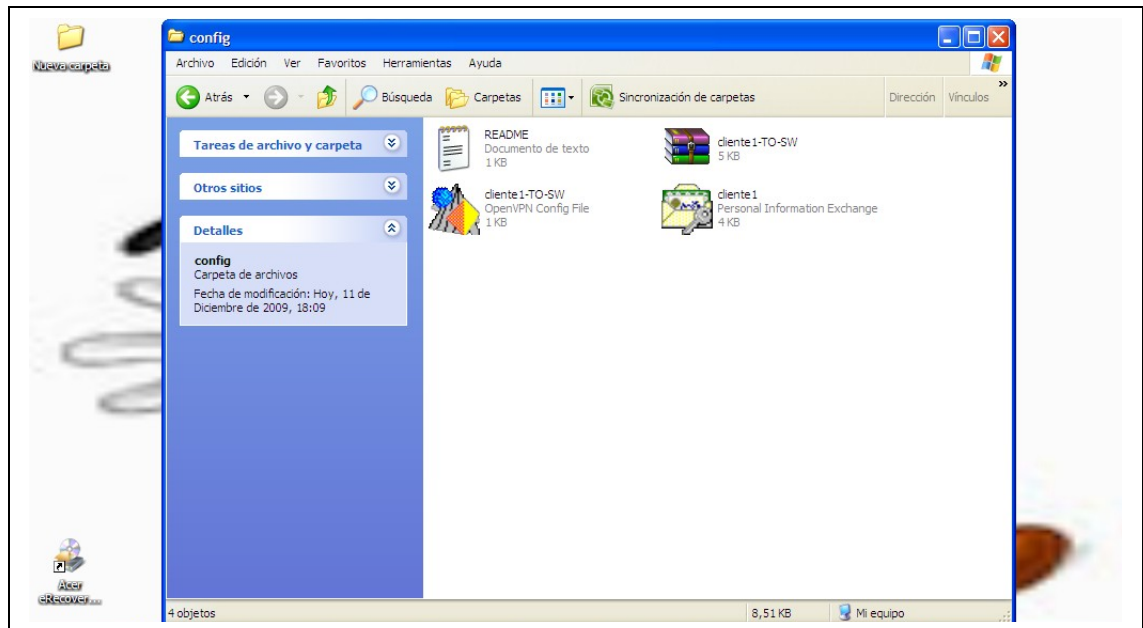 Nueva carpeta
config
Archivo Edición Ver Favoritos Herramientas Ayuda
Atrás Búsqueda Carpetas Sincronización de carpetas Dirección Vínculos »
Tareas de archivo y carpeta
Otros sitios
Detalles
config
Carpeta de archivos
Fecha de modificación: Hoy, 11 de
Diciembre de 2009, 18:09
README
Documento de texto
1 KB
cliente1-TO-SW
5 KB
cliente1-TO-SW
OpenVPN Config File
1 KB
cliente1
Personal Information Exchange
4 KB
Acer
eRecover...
4 objetos 8,51 KB Mi equipo